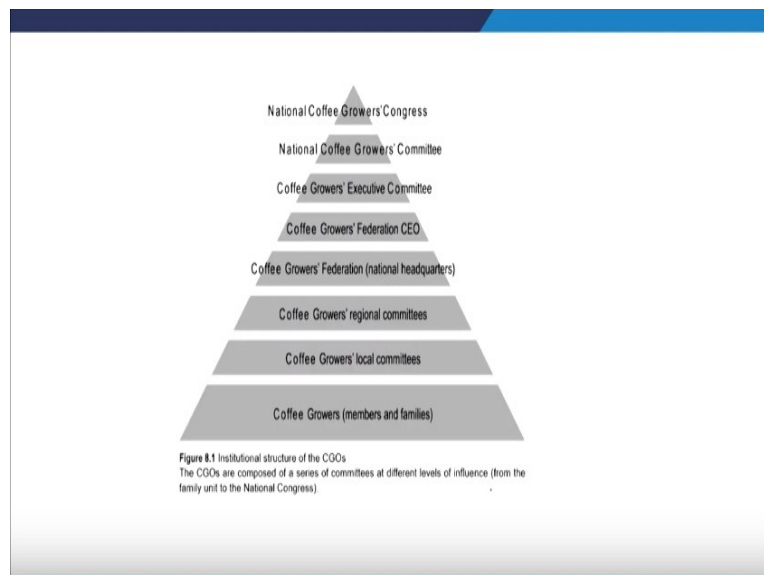 National Coffee Growers' Congress
National Coffee Growers' Committee
Coffee Growers' Executive Committee
Coffee Growers' Federation CEO
Coffee Growers' Federation (national headquarters)
Coffee Growers' regional committees
Coffee Growers' local committees
Coffee Growers (members and families)
Figure 8.1 Institutional structure of the CGOs
The CGOs are composed of a series of committees at different levels of influence (from the
family unit to the National Congress)